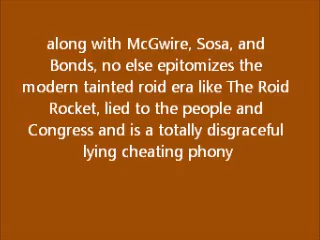 along with McGwire, Sosa, and
Bonds, no else epitomizes the
modern tainted roid era like The Roid
Rocket, lied to the people and
Congress and is a totally disgraceful
lying cheating phony